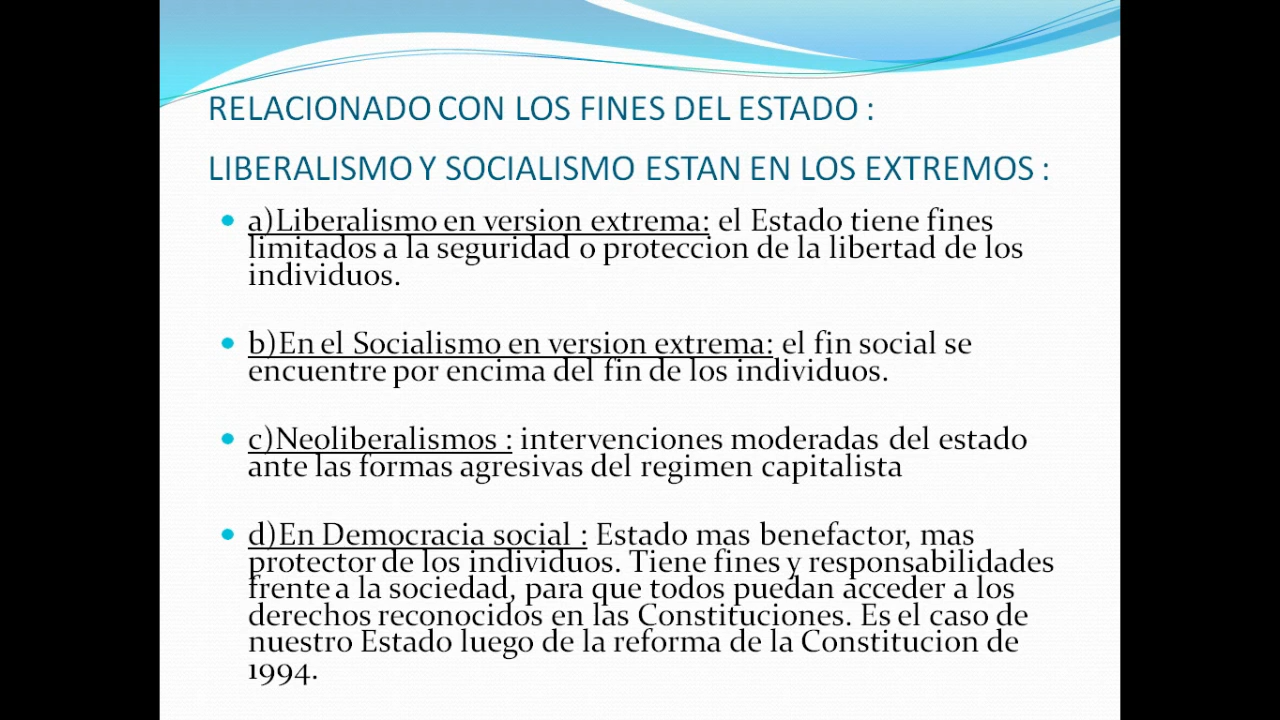 RELACIONADO CON LOS FINES DEL ESTADO :
LIBERALISMO Y SOCIALISMO ESTAN EN LOS EXTREMOS :
a)Liberalismo en version extrema: el Estado tiene fines
limitados a la seguridad o proteccion de la libertad de los
individuos.
b)En el Socialismo en version extrema: el fin social se
encuentre por encima del fin de los individuos.
c)Neoliberalismos : intervenciones moderadas del estado
ante las formas agresivas del regimen capitalista
d)En Democracia social : Estado mas benefactor, mas
protector de los individuos. Tiene fines y responsabilidades
frente a la sociedad, para que todos puedan acceder a los
derechos reconocidos en las Constituciones. Es el caso de
nuestro Estado luego de la reforma de la Constitucion de
1994.